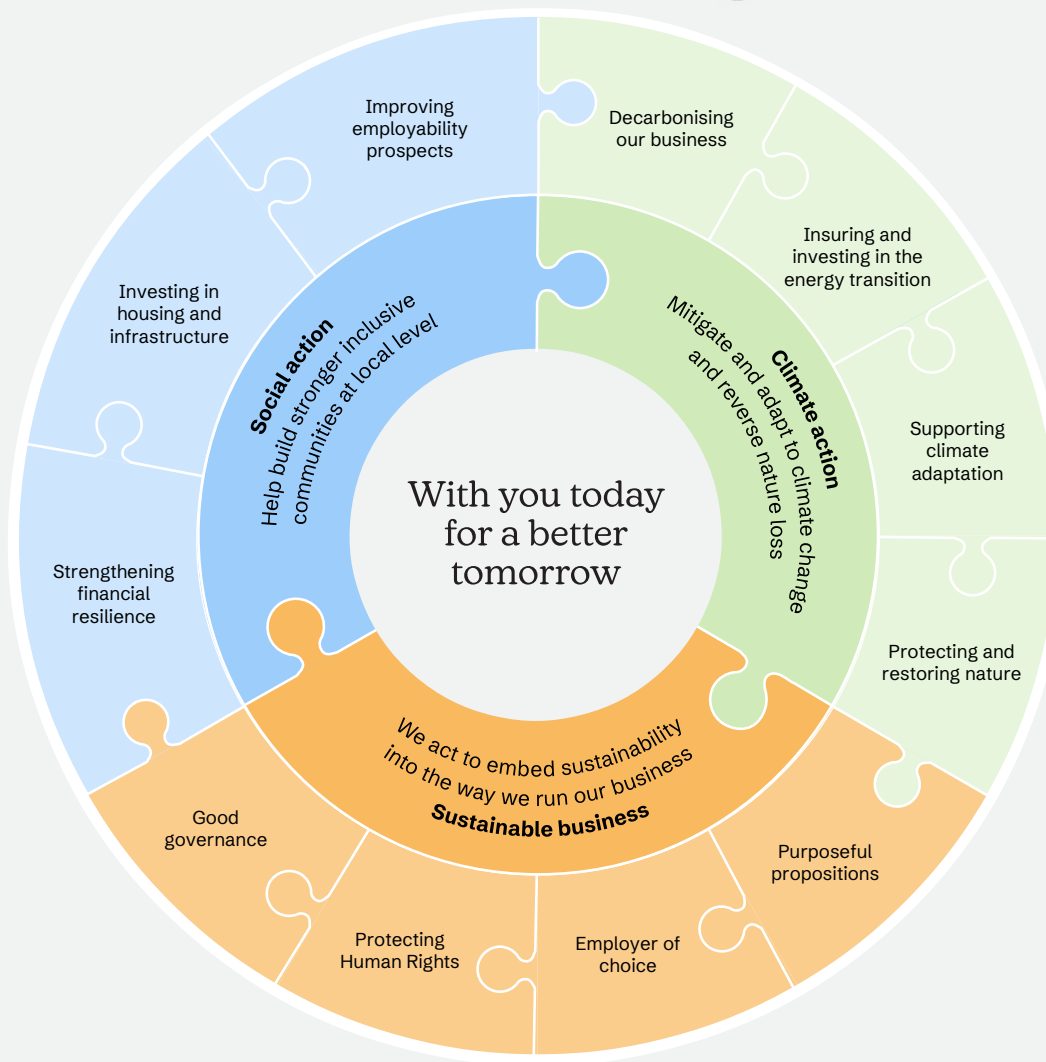 Improving
employability
prospects
Decarbonising
our business
Insuring and
investing in the
energy transition
Supporting
climate
adaptation
Protecting and
restoring nature
Purposeful
propositions
Employer of
choice
Protecting
Human Rights
Good
governance
Strengthening
financial
resilience
Investing in
housing and
infrastructure
Social action
Help build stronger inclusive
communities at local level
Climate action
Mitigate and adapt to climate change
and reverse nature loss
We act to embed sustainability
into the way we run our business
Sustainable business
With you today
for a better
tomorrow